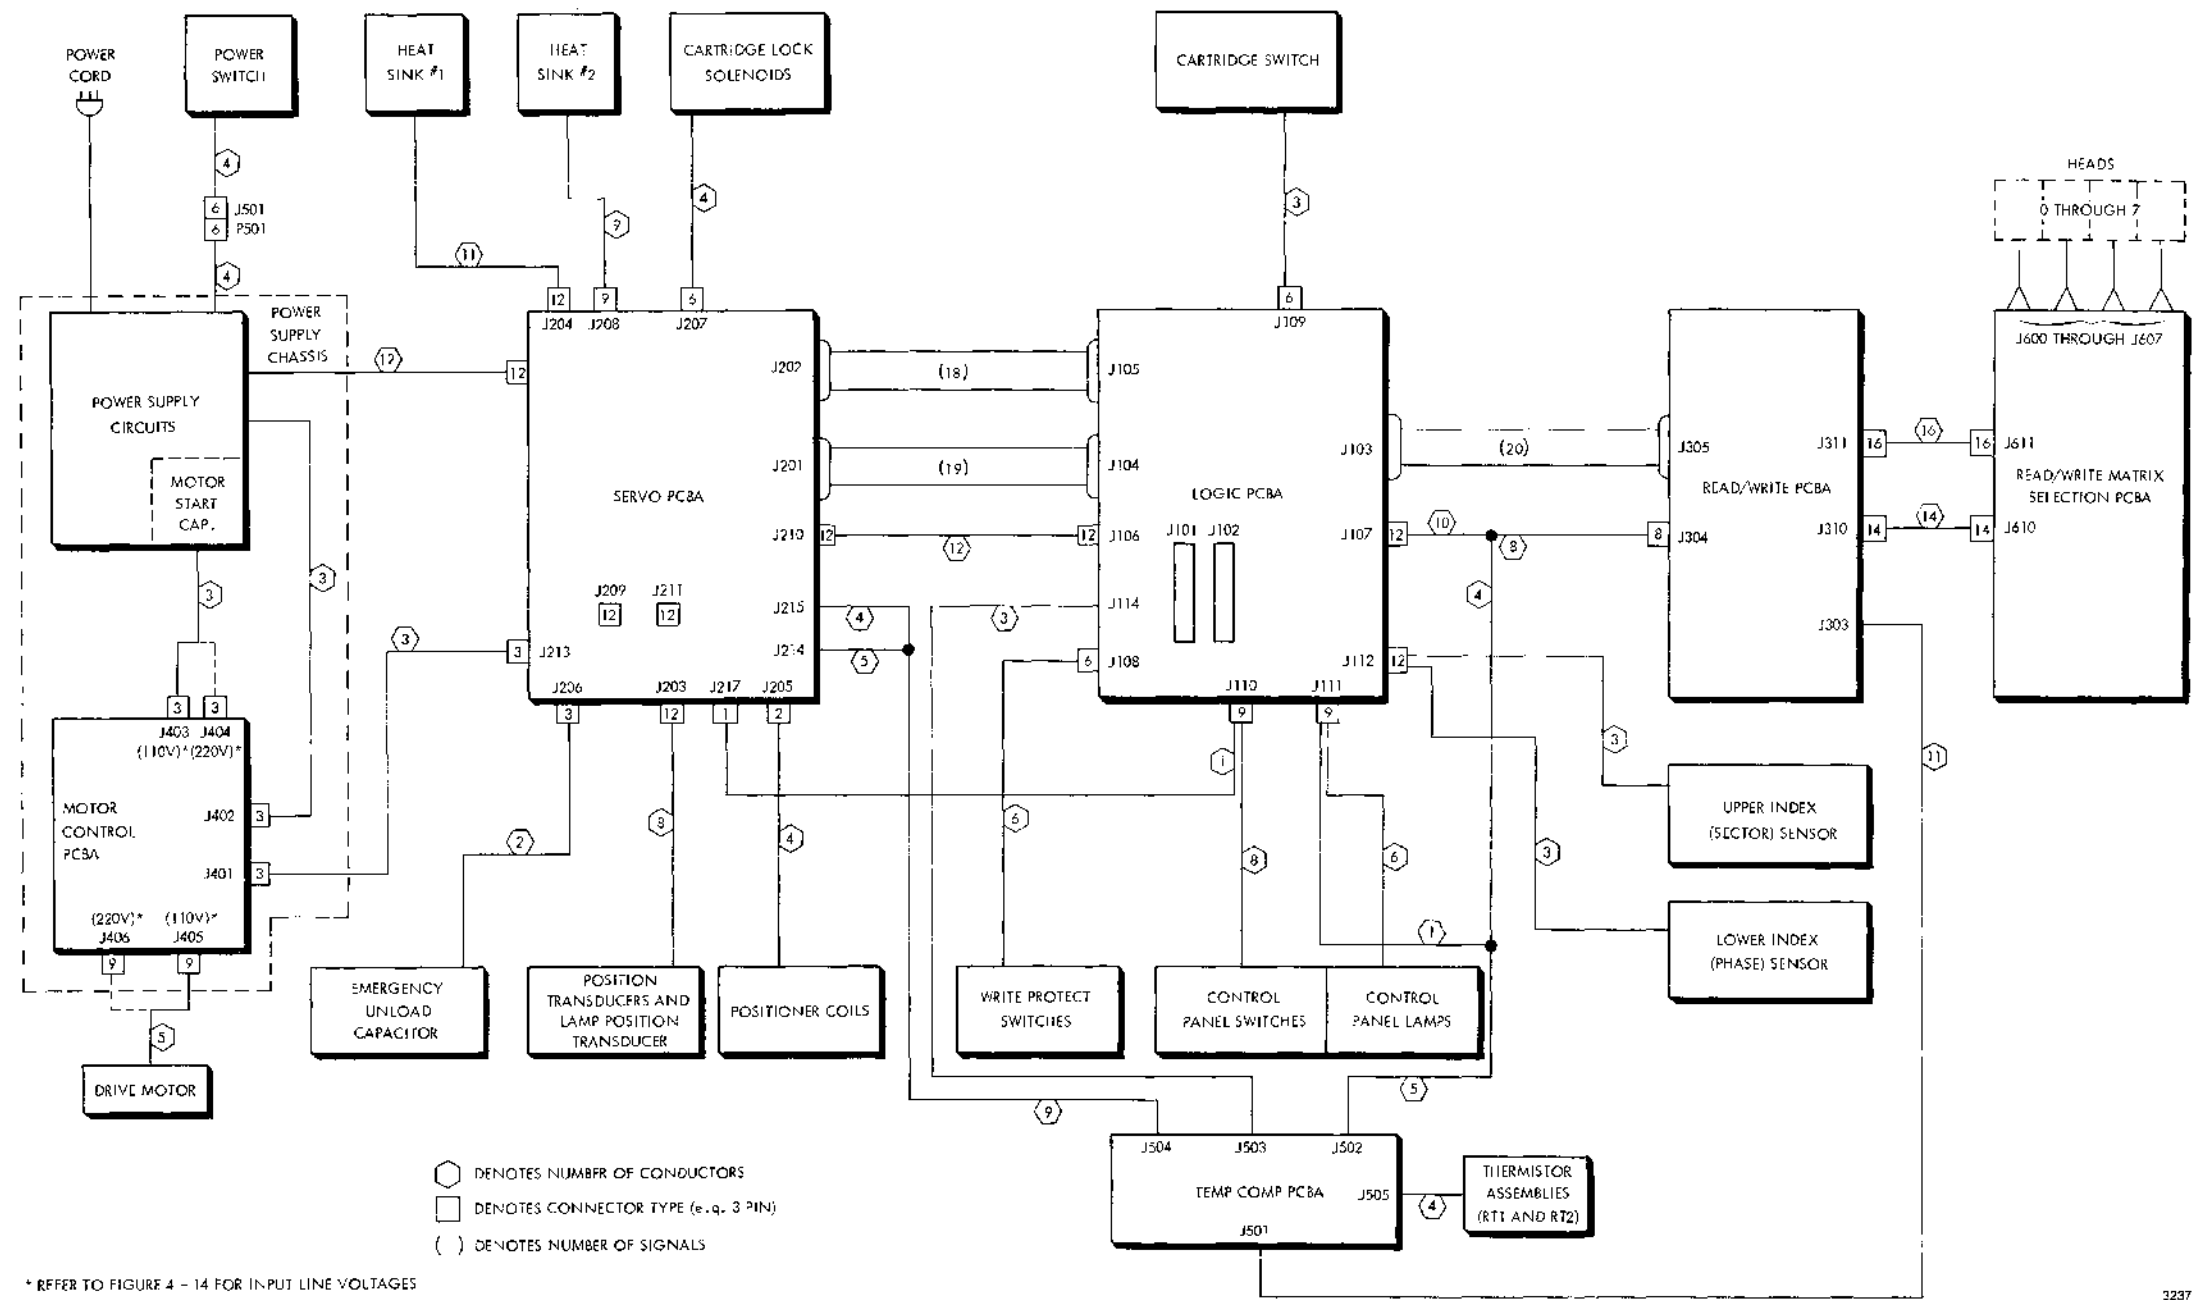 POWER
CORD
POWER
SWITCH
HEAT
SINK #1
HEAT
SINK #2
CARTRIDGE LOCK
SOLENOIDS
CARTRIDGE SWITCH
HEADS
0 THROUGH 7
4
6 J501
6 P501
4
11
9
4
3
POWER
SUPPLY
CHASSIS
12
12
12
9
6
J204
J208
J207
6
J109
J600 THROUGH J607
POWER SUPPLY
CIRCUITS
MOTOR
START
CAP.
SERVO PCBA
J202
(18)
J105
J201
(19)
J104
J210
12
12
12
J106
J209
12
J211
12
J215
4
J214
5
LOGIC PCBA
J101
J102
J103
(20)
J305
READ/WRITE PCBA
J311
16
16
16
J611
READ/WRITE MATRIX
SELECTION PCBA
J107
12
10
8
8
J304
J310
14
14
14
J610
4
J114
3
J303
3
3
3
3
J213
6
J108
J112
12
J206
J203
J217
J205
3
12
1
2
J110
J111
9
9
3
3
J403
J404
(110V)*(220V)*
MOTOR
CONTROL
PCBA
J402
3
J401
3
(220V)*
(110V)*
J406
J405
9
9
5
DRIVE MOTOR
2
8
4
6
1
8
6
1
3
3
11
UPPER INDEX
(SECTOR) SENSOR
LOWER INDEX
(PHASE) SENSOR
EMERGENCY
UNLOAD
CAPACITOR
POSITION
TRANSDUCERS AND
LAMP POSITION
TRANSDUCER
POSITIONER COILS
WRITE PROTECT
SWITCHES
CONTROL
PANEL SWITCHES
CONTROL
PANEL LAMPS
9
5
J504
J503
J502
TEMP COMP PCBA
J505
4
J501
THERMISTOR
ASSEMBLIES
(RT1 AND RT2)
DENOTES NUMBER OF CONDUCTORS
DENOTES CONNECTOR TYPE (e.q. 3 PIN)
( ) DENOTES NUMBER OF SIGNALS
* REFER TO FIGURE 4 - 14 FOR INPUT LINE VOLTAGES
3237